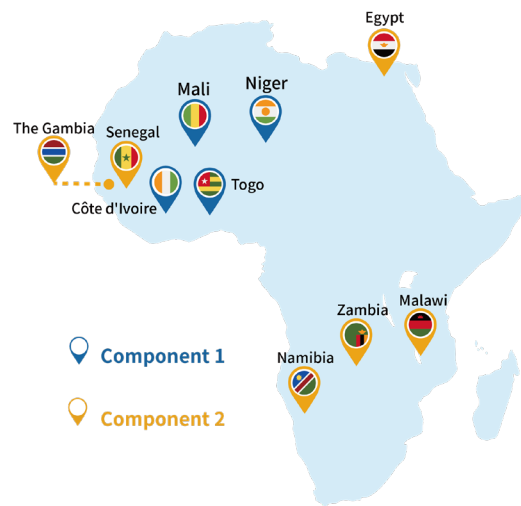 Egypt
Mali
Niger
The Gambia
Senegal
Togo
Côte d'Ivoire
Zambia
Malawi
Namibia
Component 1
Component 2